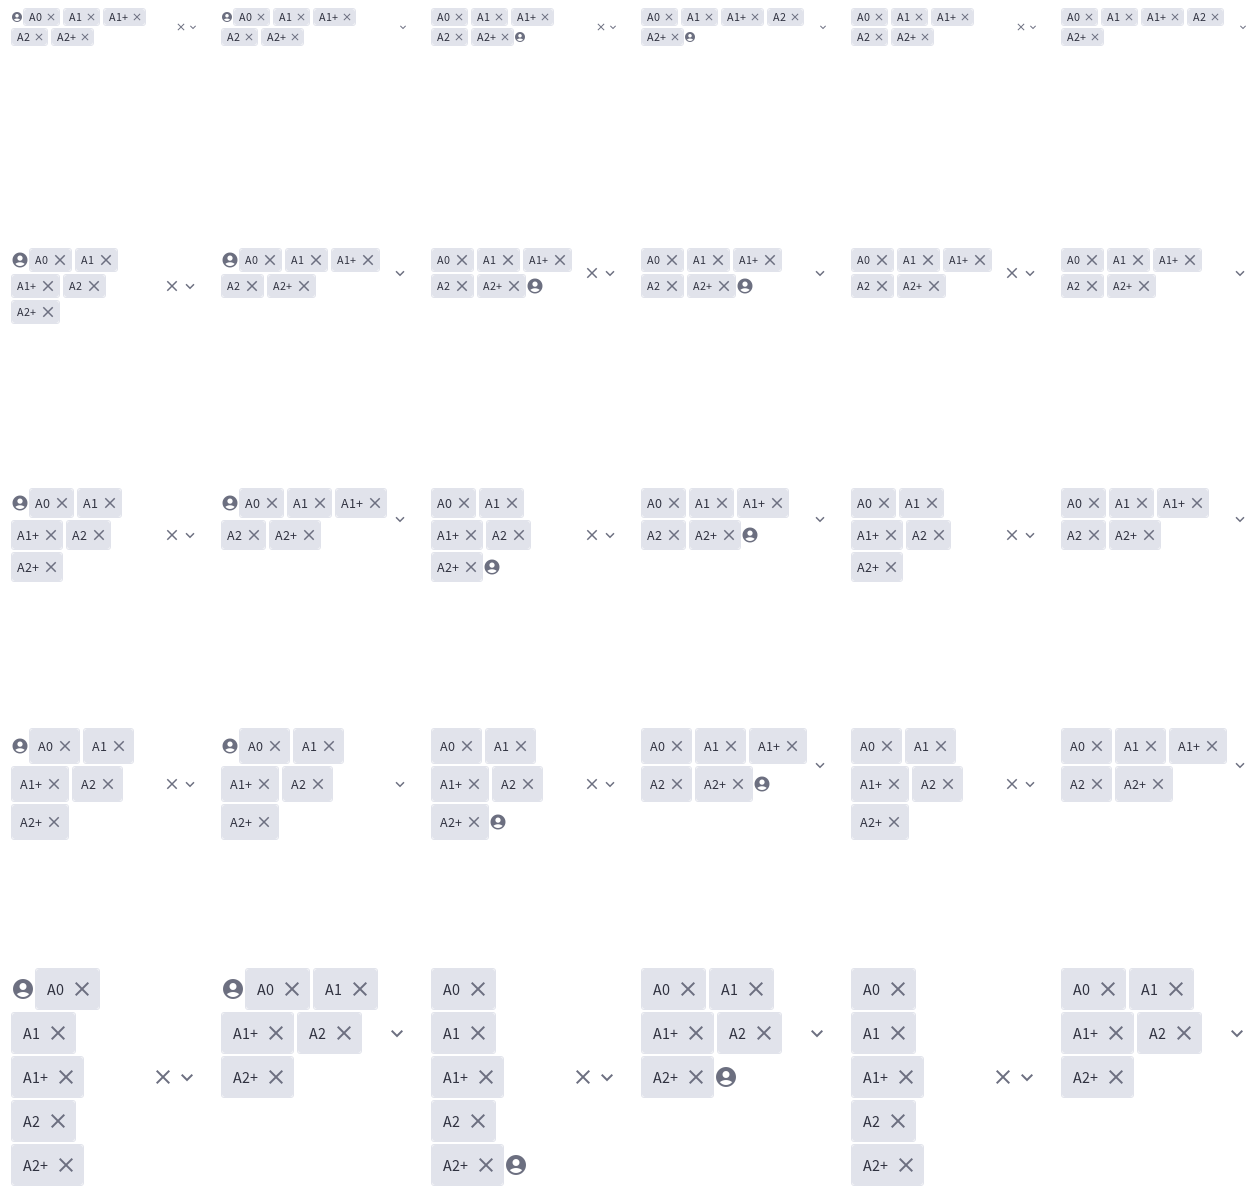 A0 A1 A1+ A0 A1 A1+ A0 A1 A1+ A0 A1 A1+ A2 A0 A1 A1+ A0 A1 A1+ A2
A2 A2+ A2 A2+ A2 A2+ A2+ A2 A2+ A2+
A0 A1 A0 A1 A1+ A0 A1 A1+ A0 A1 A1+ A0 A1 A1+ A0 A1 A1+
A1+ A2 A2 A2+ A2 A2+ A2 A2+ A2 A2+ A2 A2+
A2+
A0 A1 A0 A1 A1+ A0 A1 A0 A1 A1+ A0 A1 A0 A1 A1+
A1+ A2 A2 A2+ A1+ A2 A2 A2+ A1+ A2 A2 A2+
A2+ A2+ A2+
A0 A1 A0 A1 A0 A1 A0 A1 A1+ A0 A1 A0 A1 A1+
A1+ A2 A1+ A2 A1+ A2 A2 A2+ A1+ A2 A2 A2+
A2+ A2+ A2+ A2+
A0 A0 A1 A0 A0 A1 A0 A0 A1
A1 A1+ A2 A1 A1+ A2 A1 A1+ A2
A1+ A2+ A1+ A2+ A1+ A2+
A2 A2 A2
A2+ A2+ A2+